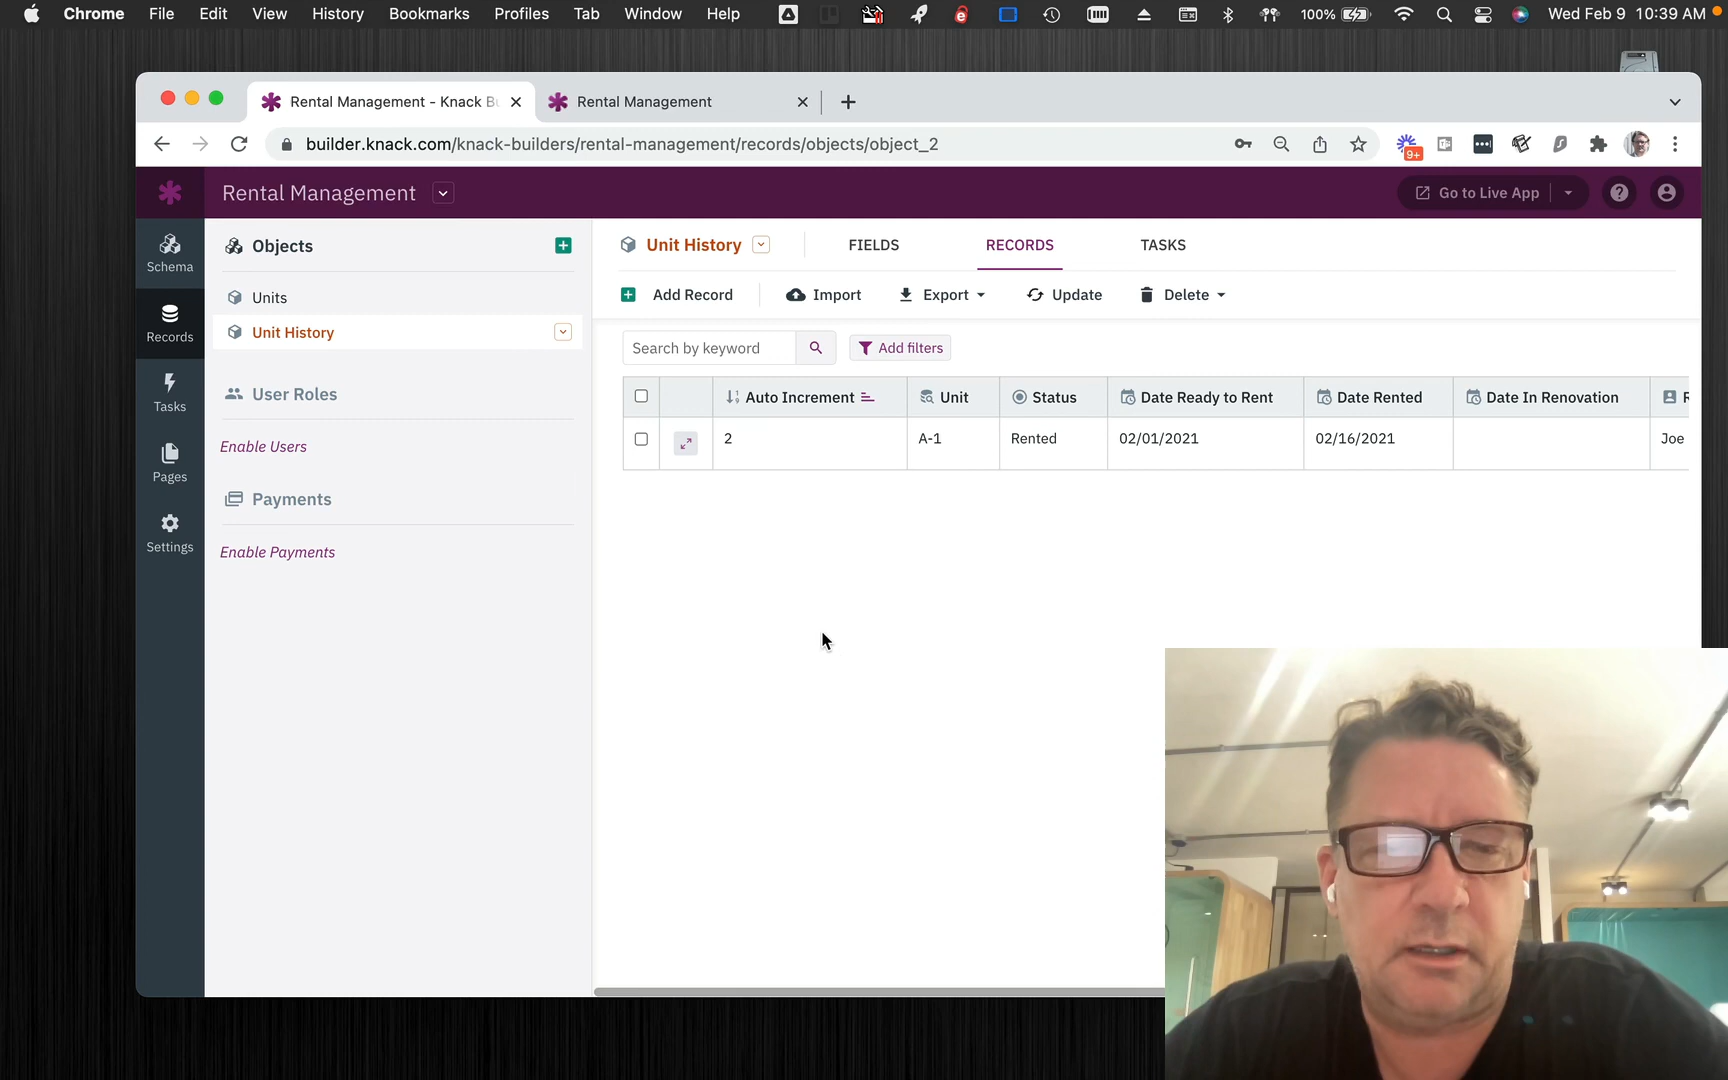 Chrome File Edit View History Bookmarks Profiles Tab Window Help 100% Wed Feb 9 10:39 AM
Rental Management - Knack Bu Rental Management
builder.knack.com/knack-builders/rental-management/records/objects/object_2 9+
Rental Management Go to Live App
Schema
Records
Tasks
Pages
Settings
Objects
Units
Unit History
User Roles
Enable Users
Payments
Enable Payments
Unit History FIELDS RECORDS TASKS
Add Record Import Export Update Delete
Search by keyword Add filters
Auto Increment Unit Status Date Ready to Rent Date Rented Date In Renovation R
2 A-1 Rented 02/01/2021 02/16/2021 Joe